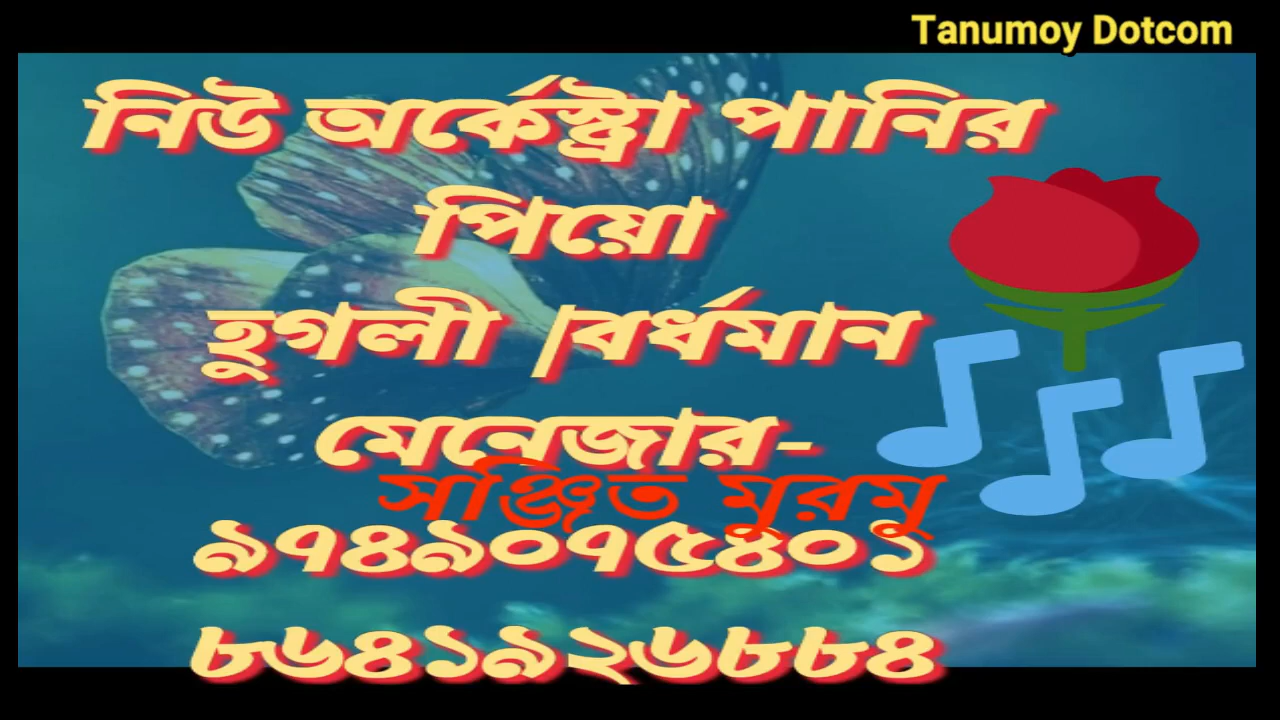 Tanumoy Dotcom
নিউ অর্কেস্ট্রা পানির
পিয়ো
হুগলী |বর্ধমান
মেনেজার-
সঞ্জিত মুরমু
৯৭৪৯০৭৫৪০১
৮৬৪১৯২৬৮৮৪